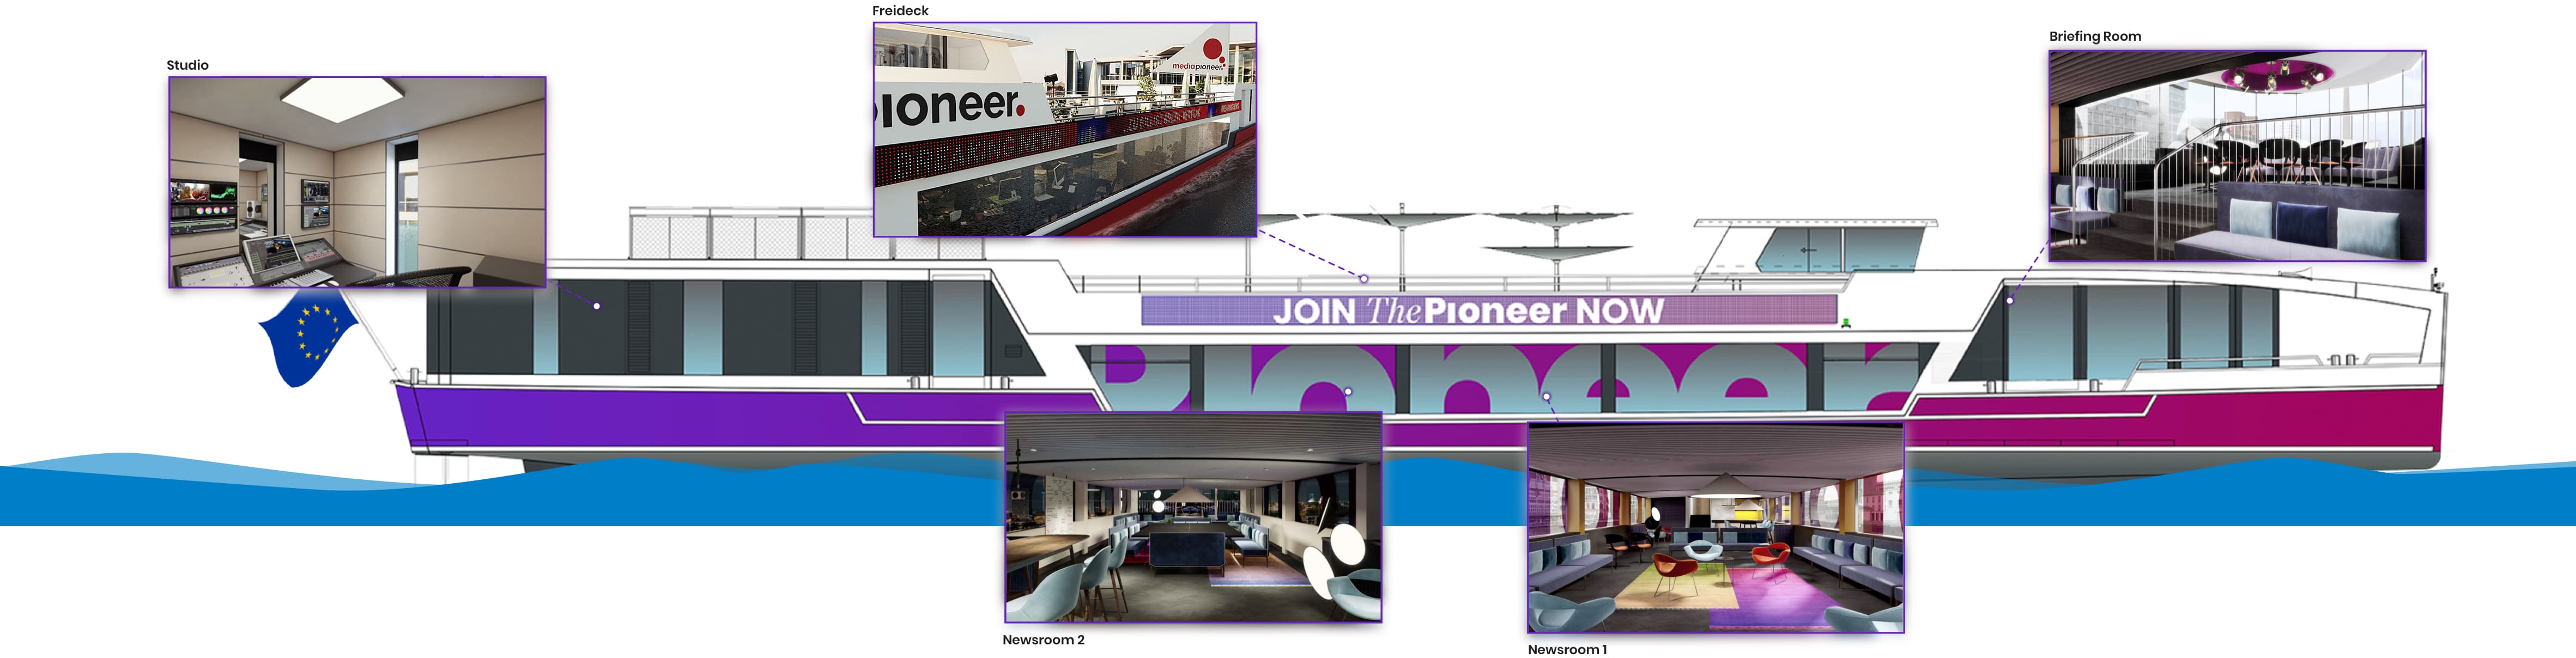 Freideck
Briefing Room
Studio
mediapioneer.
pioneer.
BREAKING NEWS
JOIN The Pioneer NOW
Pioneer
Newsroom 2
Newsroom 1